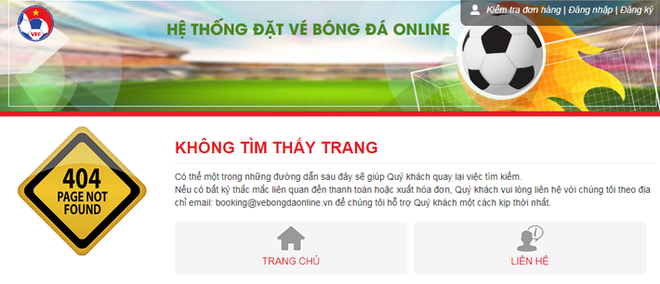 Kiểm tra đơn hàng | Đăng nhập | Đăng ký
VFF
HỆ THỐNG ĐẶT VÉ BÓNG ĐÁ ONLINE
404
PAGE NOT
FOUND
KHÔNG TÌM THẤY TRANG
Có thể một trong những đường dẫn sau đây sẽ giúp Quý khách quay lại việc tìm kiếm.
Nếu có bất kỳ thắc mắc liên quan đến thanh toán hoặc xuất hóa đơn, Quý khách vui lòng liên hệ với chúng tôi theo địa
chỉ email: booking@vebongdaonline.vn để chúng tôi hỗ trợ Quý khách một cách kịp thời nhất.
TRANG CHỦ
LIÊN HỆ